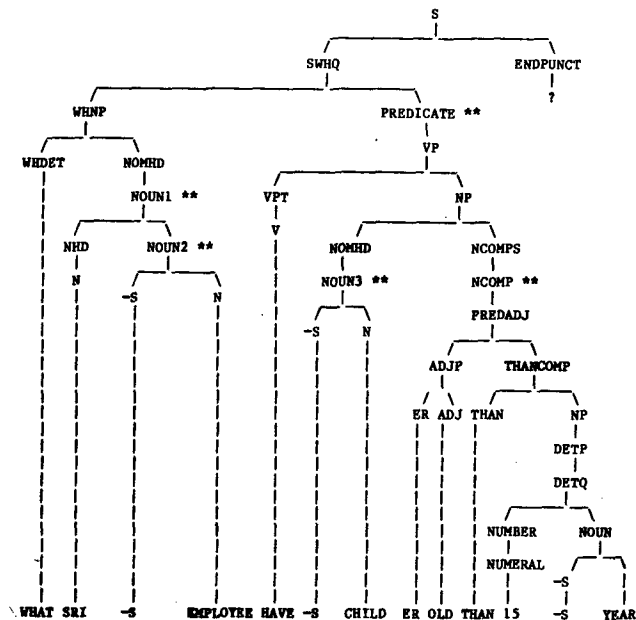 S
SWHQ ENDPUNCT
?
WHNP PREDICATE **
VP
WHDET NOMHD
NOUN1 ** VPT NP
V
NHD NOUN2 ** NOMHD NCOMPS
N NOUN3 ** NCOMP **
-S N PREDADJ
-S N
ADJP THANCOMP
ER ADJ THAN NP
DETP
DETQ
NUMBER NOUN
NUMERAL
-S
WHAT SRI -S EMPLOYEE HAVE -S CHILD ER OLD THAN 15 -S YEAR